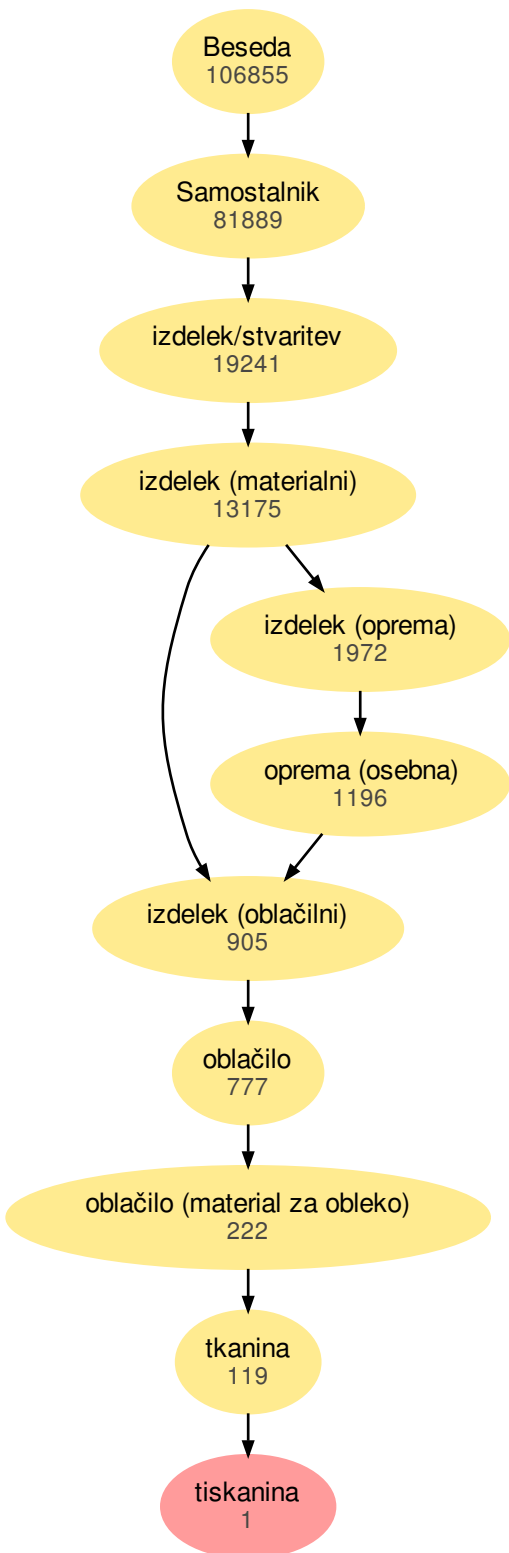 Beseda
106855
Samostalnik
81889
izdelek/stvaritev
19241
izdelek (materialni)
13175
izdelek (oprema)
1972
oprema (osebna)
1196
izdelek (oblačilni)
905
oblačilo
777
oblačilo (material za obleko)
222
tkanina
119
tiskanina
1